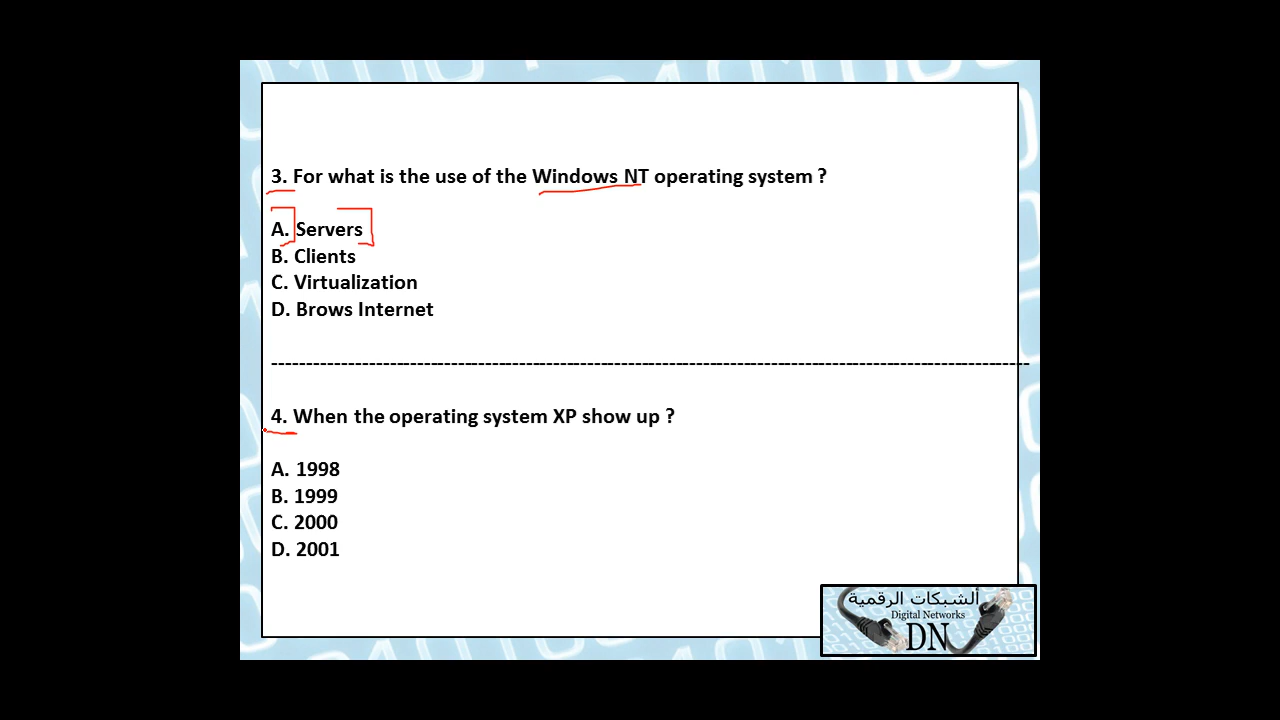 3. For what is the use of the Windows NT operating system ?
A. Servers
B. Clients
C. Virtualization
D. Brows Internet
--------------------------------------------------------------------------------------------------------------
4. When the operating system XP show up ?
A. 1998
B. 1999
C. 2000
D. 2001
ألشبكات الرقمية
Digital Networks
DN